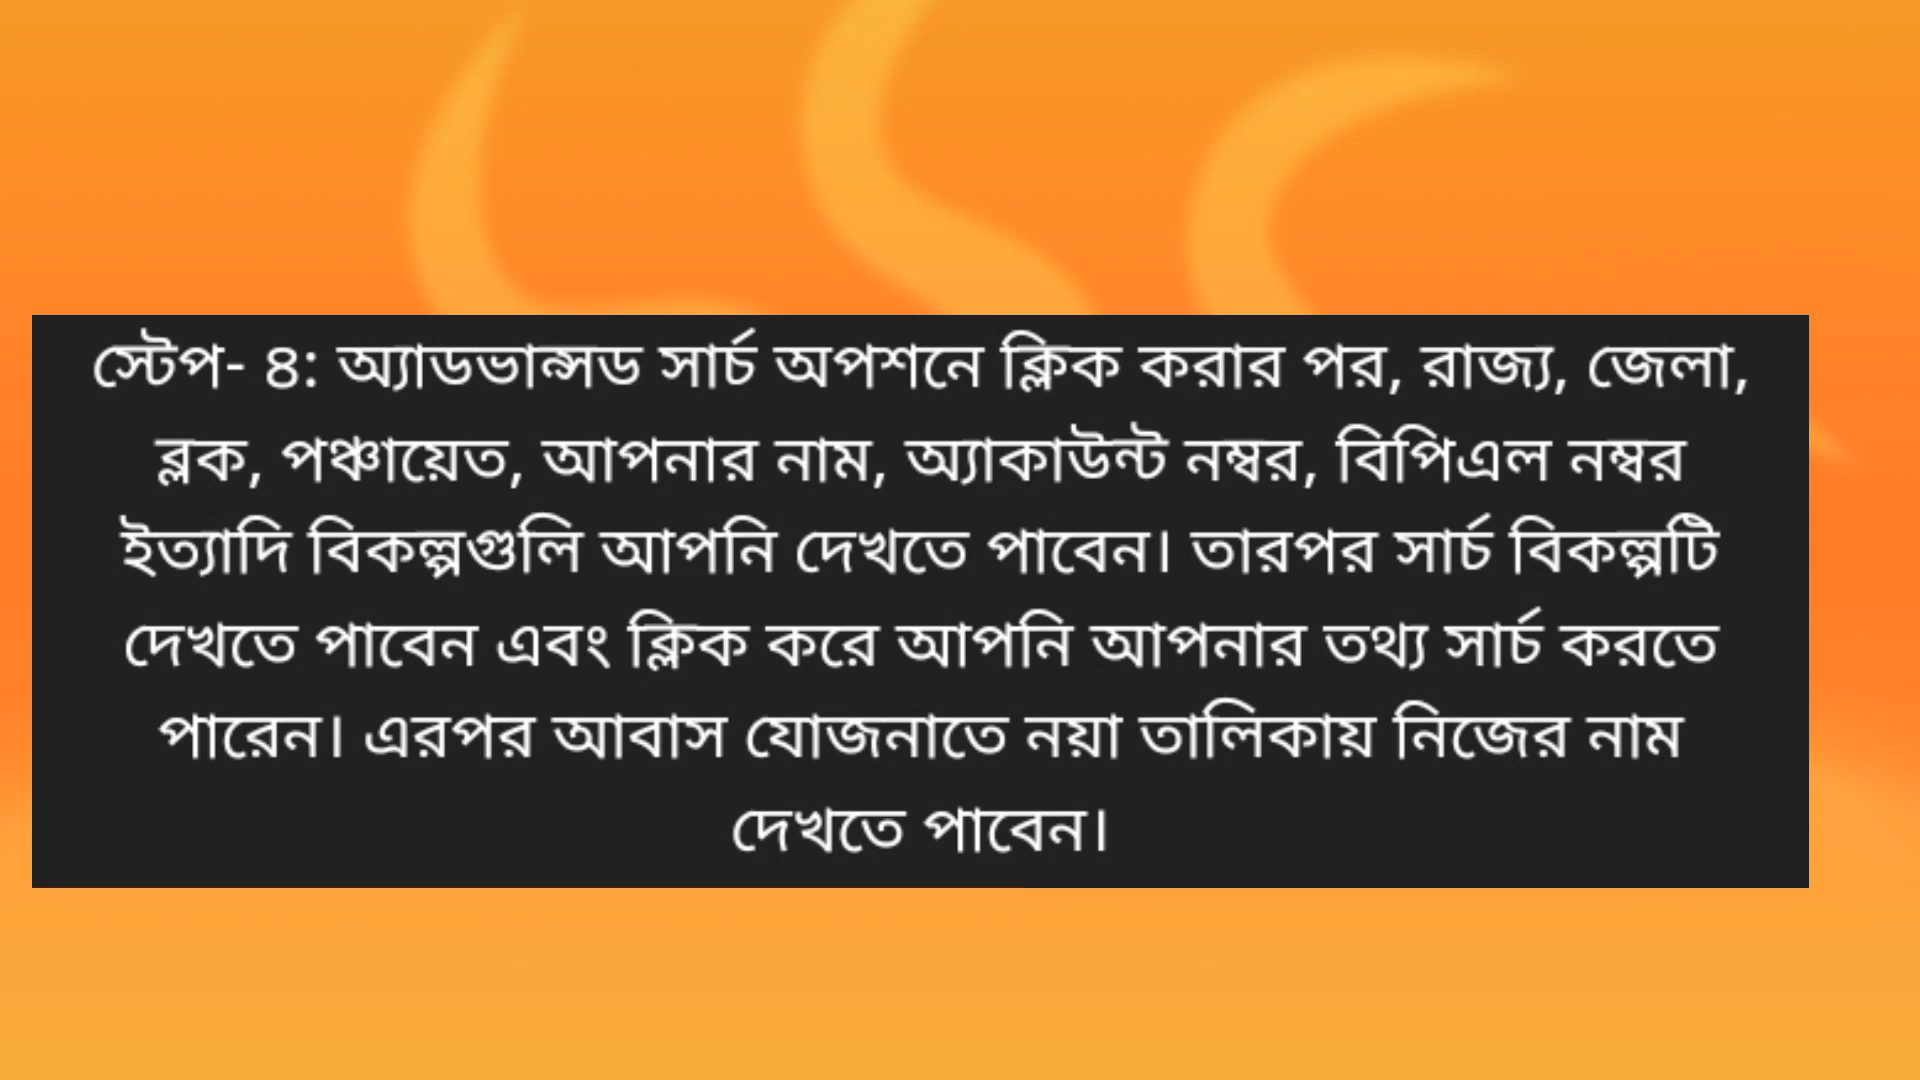 স্টেপ- ৪: অ্যাডভান্সড সার্চ অপশনে ক্লিক করার পর, রাজ্য, জেলা,
ব্লক, পঞ্চায়েত, আপনার নাম, অ্যাকাউন্ট নম্বর, বিপিএল নম্বর
ইত্যাদি বিকল্পগুলি আপনি দেখতে পাবেন। তারপর সার্চ বিকল্পটি
দেখতে পাবেন এবং ক্লিক করে আপনি আপনার তথ্য সার্চ করতে
পারেন। এরপর আবাস যোজনাতে নয়া তালিকায় নিজের নাম
দেখতে পাবেন।